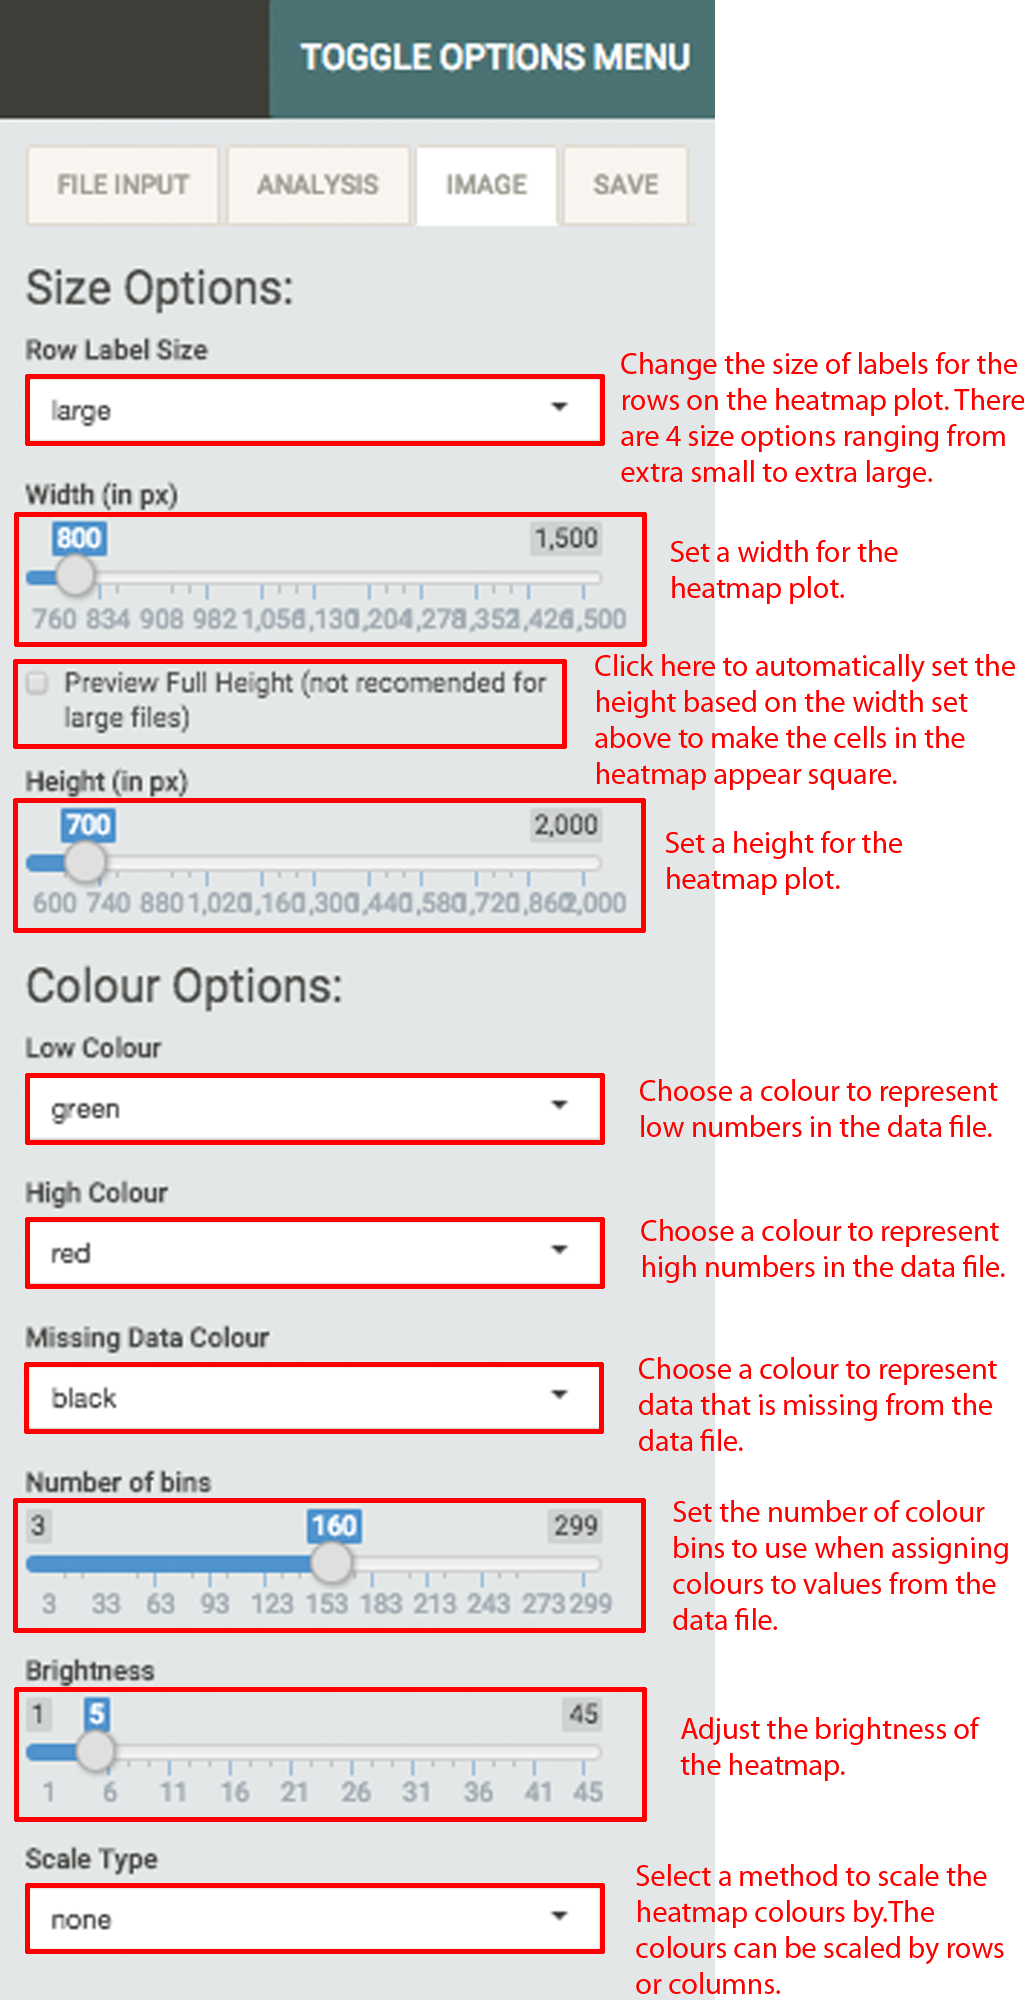 TOGGLE OPTIONS MENU
FILE INPUT ANALYSIS IMAGE SAVE
Size Options:
Row Label Size
large
Change the size of labels for the
rows on the heatmap plot. There
are 4 size options ranging from
extra small to extra large.
Width (in px)
800 1,500
760 834 908 982 1,056 1,130 1,204 1,278 1,352 1,426 1,500
Set a width for the
heatmap plot.
Preview Full Height (not recomended for
large files)
Click here to automatically set the
height based on the width set
above to make the cells in the
heatmap appear square.
Height (in px)
700 2,000
600 740 880 1,020 1,160 1,300 1,440 1,580 1,720 1,860 2,000
Set a height for the
heatmap plot.
Colour Options:
Low Colour
green
Choose a colour to represent
low numbers in the data file.
High Colour
red
Choose a colour to represent
high numbers in the data file.
Missing Data Colour
black
Choose a colour to represent
data that is missing from the
data file.
Number of bins
3 160 299
3 33 63 93 123 153 183 213 243 273 299
Set the number of colour
bins to use when assigning
colours to values from the
data file.
Brightness
1 5 45
1 6 11 16 21 26 31 36 41 45
Adjust the brightness of
the heatmap.
Scale Type
none
Select a method to scale the
heatmap colours by.The
colours can be scaled by rows
or columns.